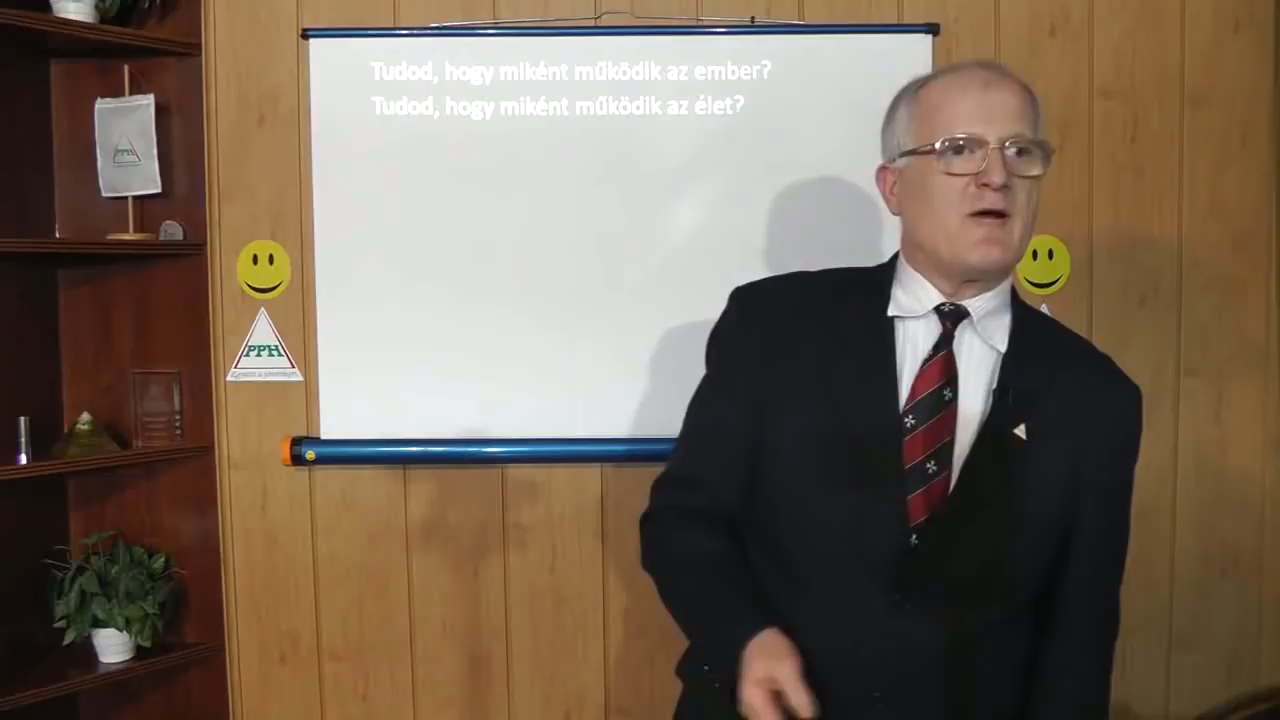 Tudod, hogy miként működik az ember?
Tudod, hogy miként működik az élet?
PPH
PPH